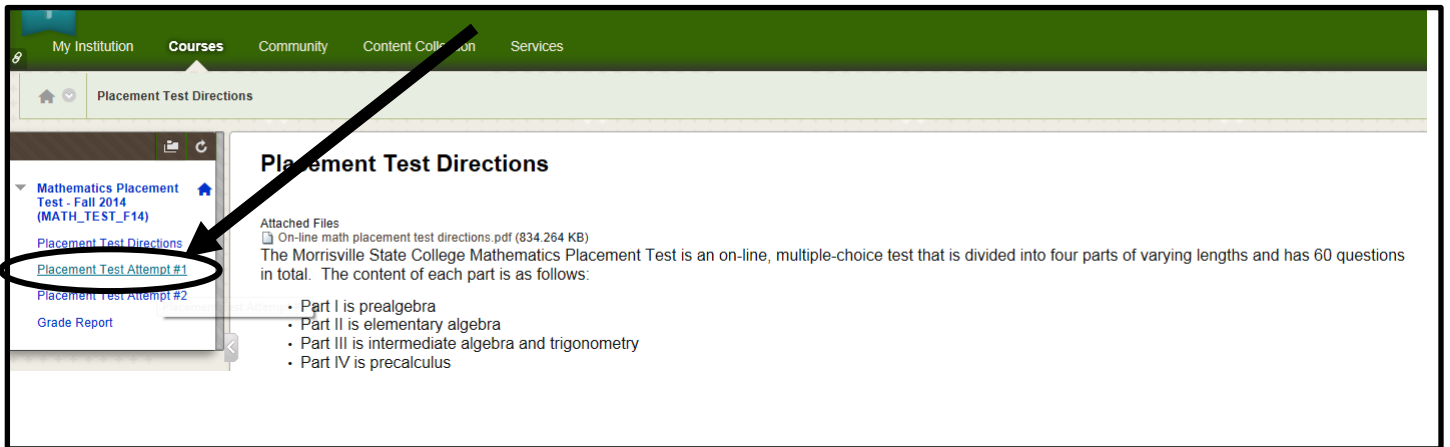 My Institution Courses Community Content Collection Services
Placement Test Directions
Mathematics Placement
Test - Fall 2014
(MATH_TEST_F14)
Placement Test Directions
Placement Test Attempt #1
Placement Test Attempt #2
Grade Report
Placement Test Directions
Attached Files
On-line math placement test directions.pdf (834.264 KB)
The Morrisville State College Mathematics Placement Test is an on-line, multiple-choice test that is divided into four parts of varying lengths and has 60 questions
in total. The content of each part is as follows:
• Part I is prealgebra
• Part II is elementary algebra
• Part III is intermediate algebra and trigonometry
• Part IV is precalculus